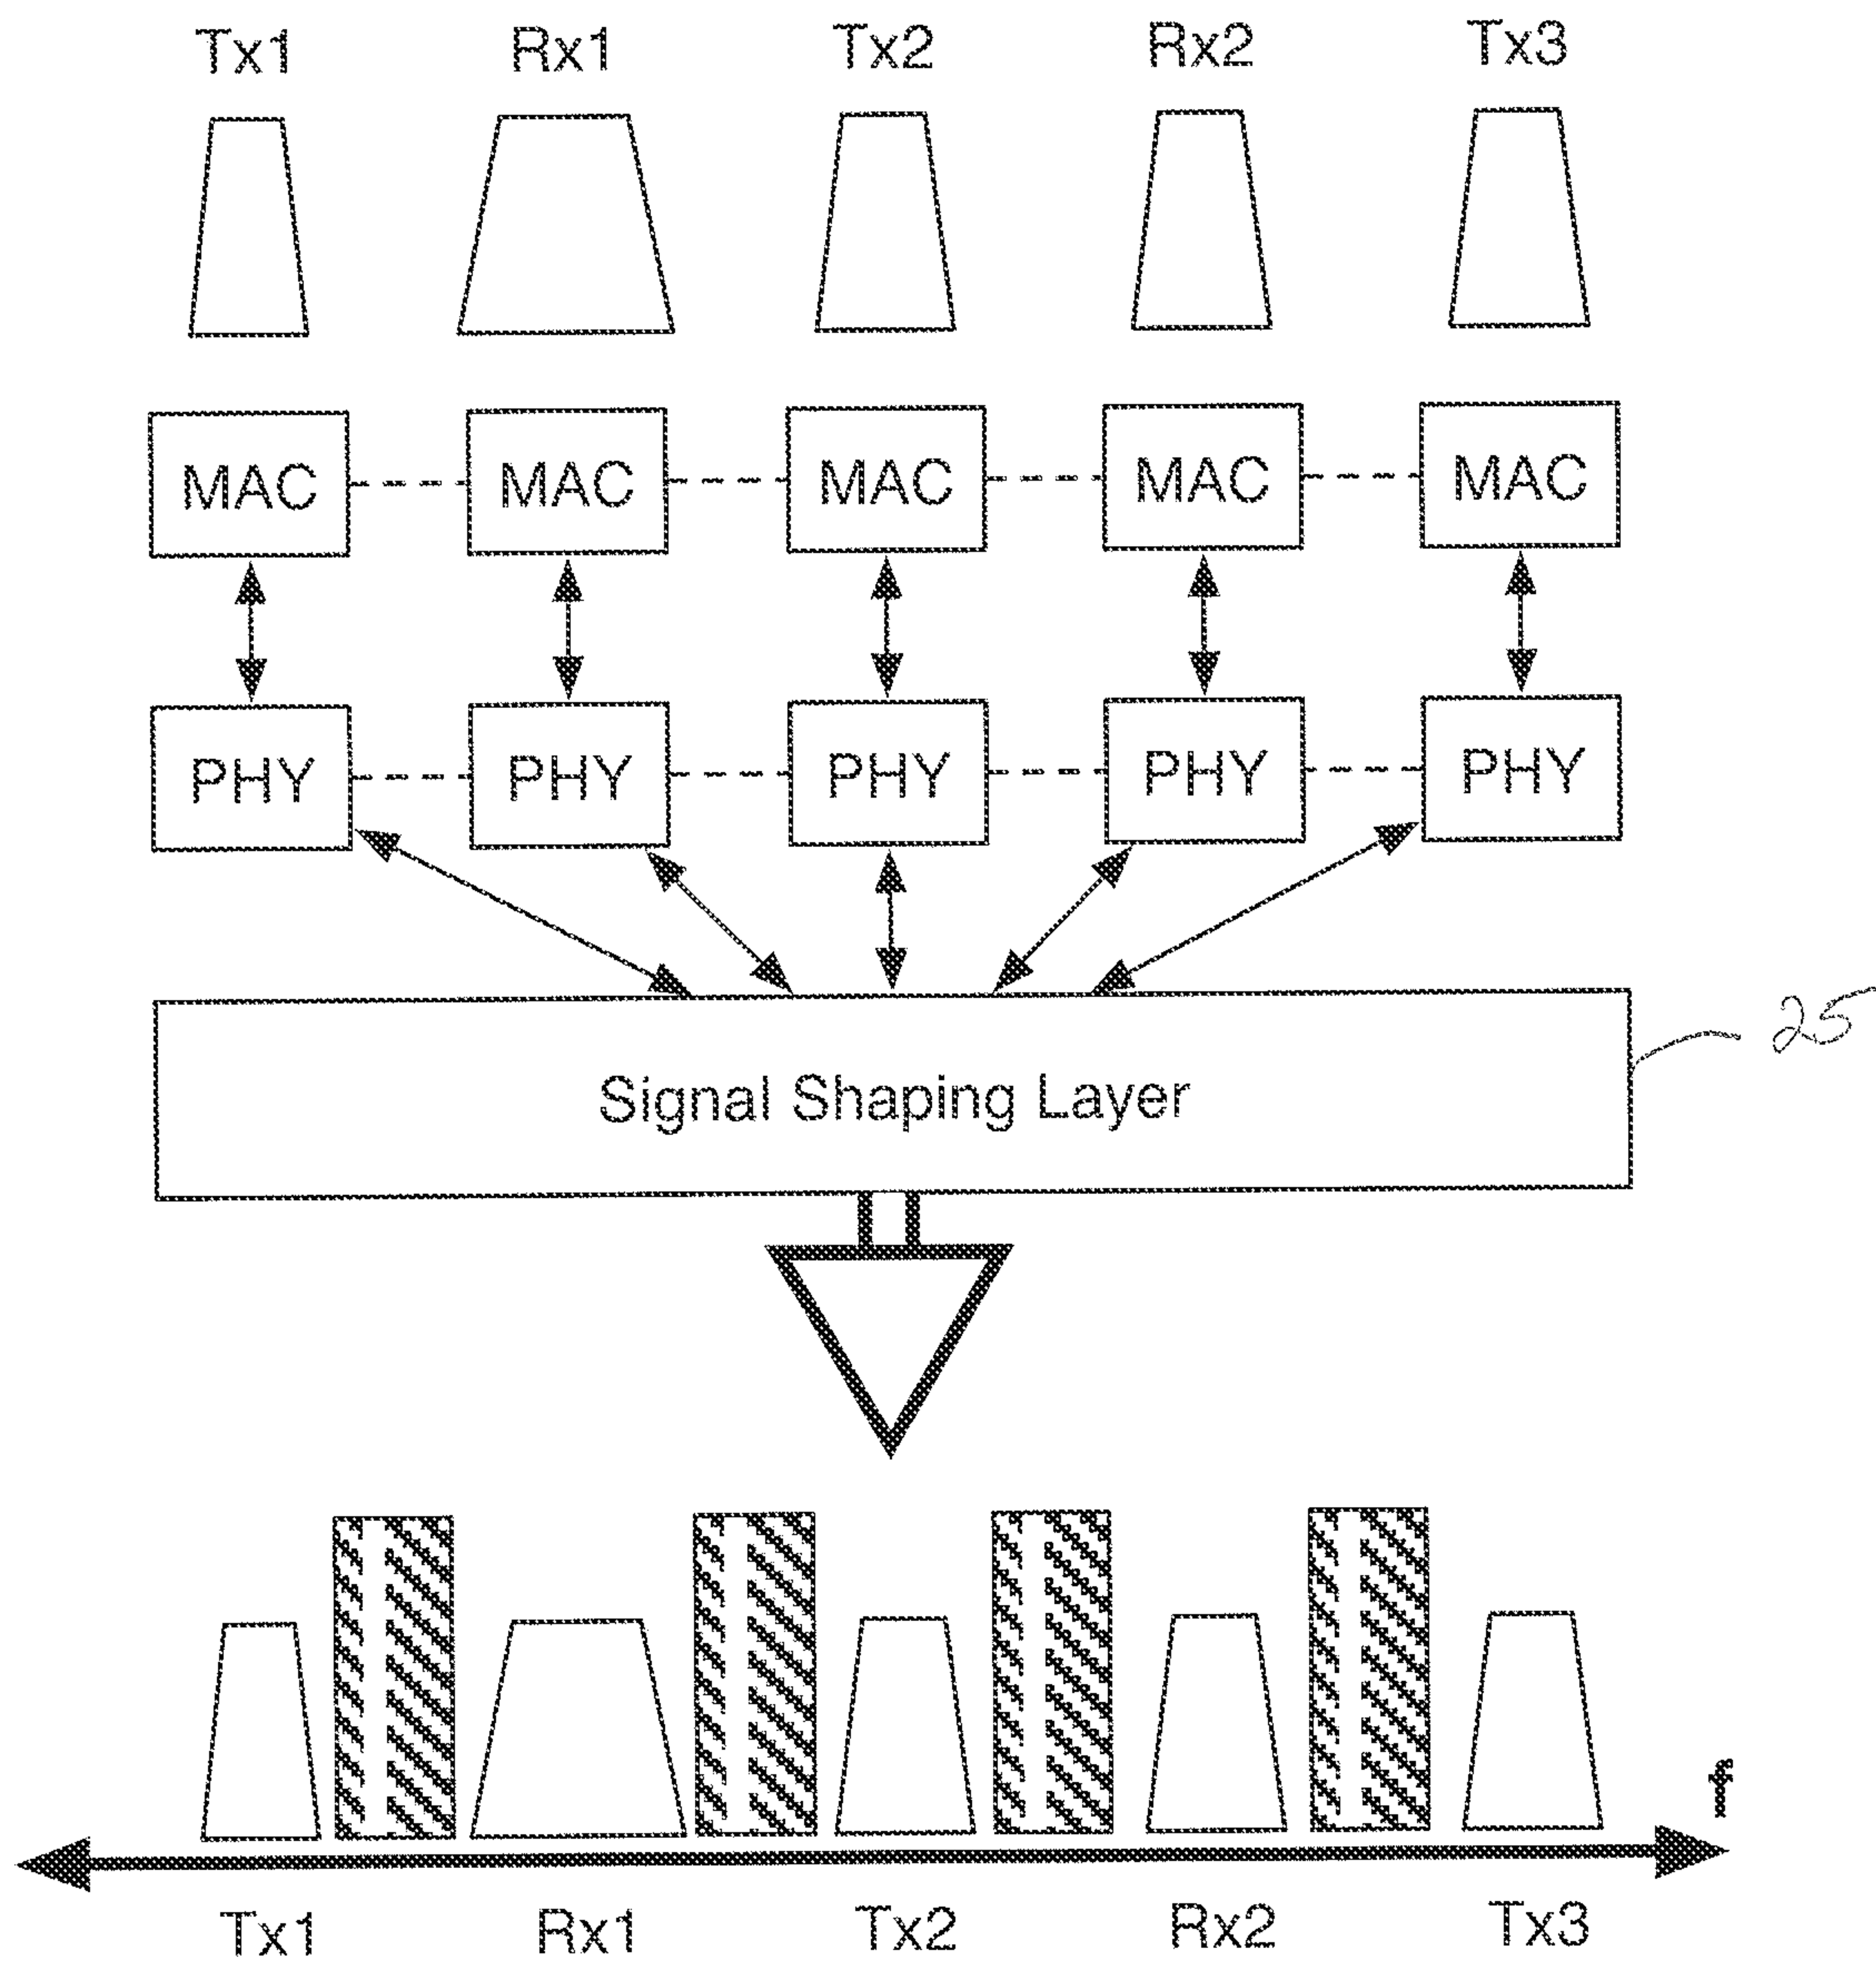 Tx1 Rx1 Tx2 Rx2 Tx3
MAC MAC MAC MAC MAC
PHY PHY PHY PHY PHY
Signal Shaping Layer
25
f
Tx1 Rx1 Tx2 Rx2 Tx3